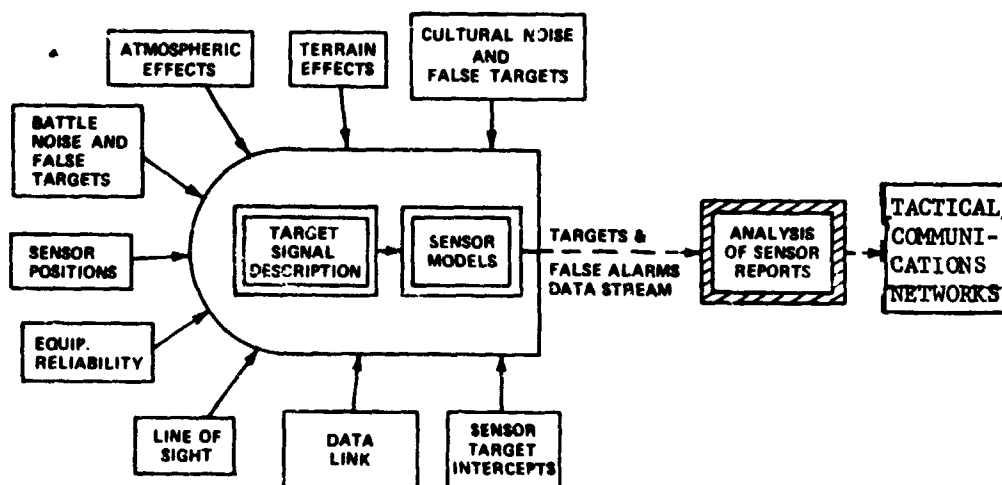 ATMOSPHERIC
EFFECTS
TERRAIN
EFFECTS
CULTURAL NOISE
AND
FALSE TARGETS
BATTLE
NOISE AND
FALSE
TARGETS
SENSOR
POSITIONS
EQUIP.
RELIABILITY
LINE OF
SIGHT
DATA
LINK
SENSOR
TARGET
INTERCEPTS
TARGET
SIGNAL
DESCRIPTION
SENSOR
MODELS
TARGETS &
FALSE ALARMS
DATA STREAM
ANALYSIS
OF SENSOR
REPORTS
TACTICAL
COMMUNI-
CATIONS
NETWORKS